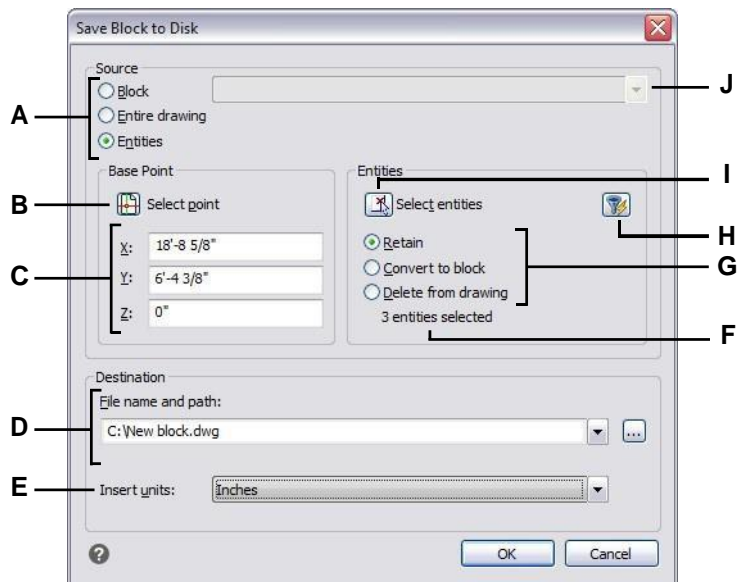 Save Block to Disk
Source
A
Block
J
Entire drawing
Entities
Base Point
Entities
B
Select point
I
Select entities
H
C
X: 18'-8 5/8"
Y: 6'-4 3/8"
Z: 0"
Retain
Convert to block
Delete from drawing
G
3 entities selected
F
Destination
File name and path:
D
C:\New block.dwg
...
E
Insert units: Inches
?
OK
Cancel